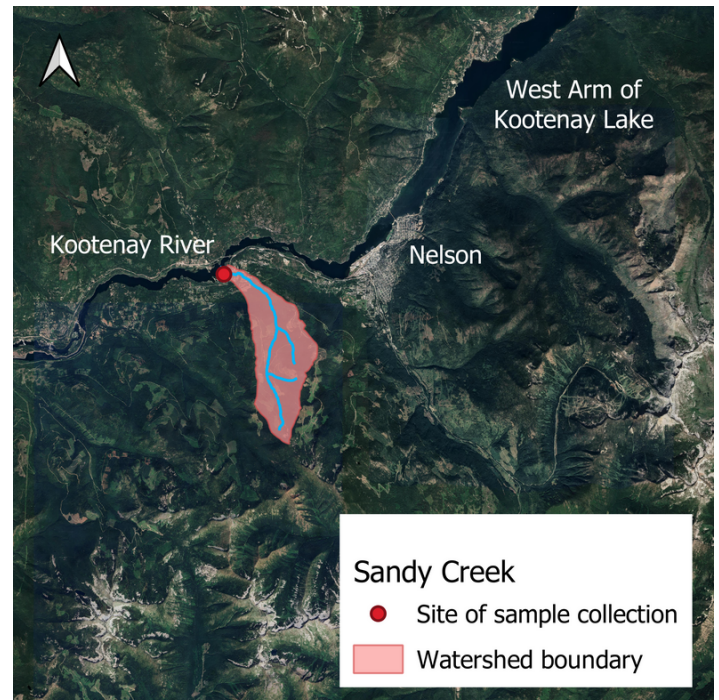 West Arm of
Kootenay Lake
Kootenay River
Nelson
Sandy Creek
Site of sample collection
Watershed boundary